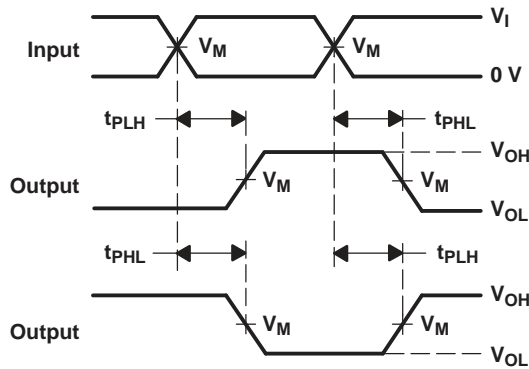 V_I
Input V_M V_M
0 V
t_PLH t_PHL
V_OH
Output V_M V_M
V_OL
t_PHL t_PLH
V_OH
Output V_M V_M
V_OL